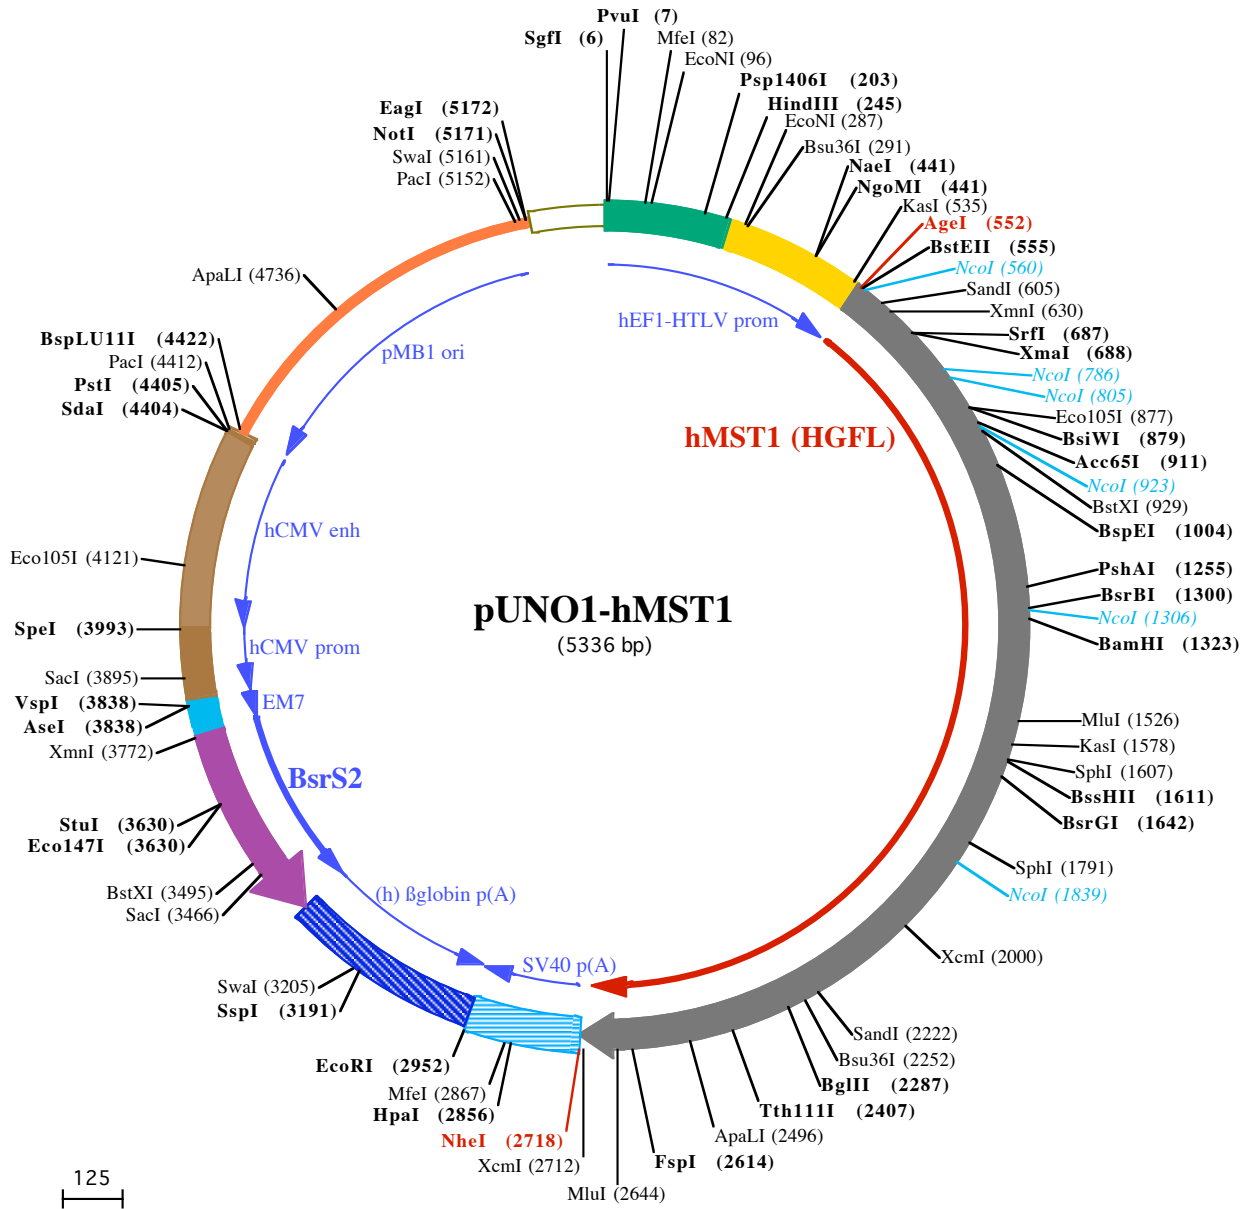 PvuI (7)
SgfI (6)
MfeI (82)
EcoNI (96)
Psp1406I (203)
HindIII (245)
EcoNI (287)
Bsu36I (291)
NaeI (441)
NgoMI (441)
KasI (535)
AgeI (552)
BstEII (555)
NcoI (560)
SandI (605)
XmnI (630)
SrfI (687)
XmaI (688)
NcoI (786)
NcoI (805)
Eco105I (877)
BsiWI (879)
Acc65I (911)
NcoI (923)
BstXI (929)
BspEI (1004)
PshAI (1255)
BsrBI (1300)
NcoI (1306)
BamHI (1323)
MluI (1526)
KasI (1578)
SphI (1607)
BssHII (1611)
BsrGI (1642)
SphI (1791)
NcoI (1839)
XcmI (2000)
SandI (2222)
Bsu36I (2252)
BglII (2287)
Tth111I (2407)
ApaLI (2496)
FspI (2614)
MluI (2644)
XcmI (2712)
NheI (2718)
HpaI (2856)
MfeI (2867)
EcoRI (2952)
SspI (3191)
SwaI (3205)
SacI (3466)
BstXI (3495)
Eco147I (3630)
StuI (3630)
XmnI (3772)
AseI (3838)
VspI (3838)
SacI (3895)
SpeI (3993)
Eco105I (4121)
SdaI (4404)
PstI (4405)
PacI (4412)
BspLU11I (4422)
ApaLI (4736)
PacI (5152)
SwaI (5161)
NotI (5171)
EagI (5172)
hEF1-HTLV prom
pMB1 ori
hMST1 (HGFL)
hCMV enh
pUNO1-hMST1
(5336 bp)
hCMV prom
EM7
BsrS2
(h) ßglobin p(A)
SV40 p(A)
125